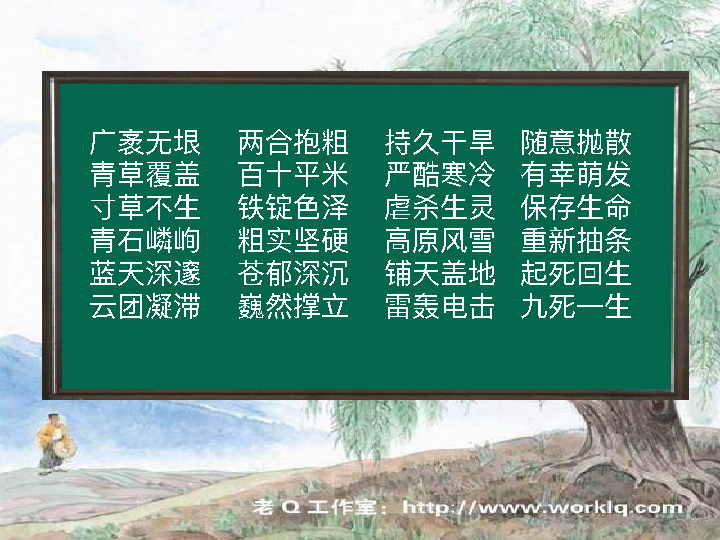 广袤无垠 两合抱粗 持久干旱 随意抛散
青草覆盖 百十平米 严酷寒冷 有幸萌发
寸草不生 铁锭色泽 虐杀生灵 保存生命
青石嶙峋 粗实坚硬 高原风雪 重新抽条
蓝天深邃 苍郁深沉 铺天盖地 起死回生
云团凝滞 巍然撑立 雷轰电击 九死一生
老 Q 工作室：http://www.worklq.com